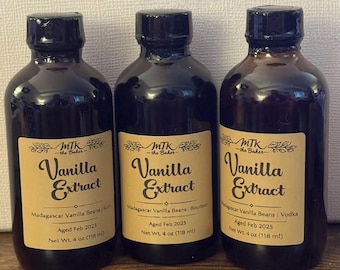 MTK
the Baker
Vanilla
Extract
Madagascar Vanilla Beans | Rum
Aged Feb 2025
Net Wt. 4 oz (118 ml)
MTK
the Baker
Vanilla
Extract
Madagascar Vanilla Beans | Bourbon
Aged Feb 2025
Net Wt. 4 oz (118 ml)
MTK
the Baker
Vanilla
Extract
Madagascar Vanilla Beans | Vodka
Aged Feb 2025
Net Wt. 4 oz (118 ml)